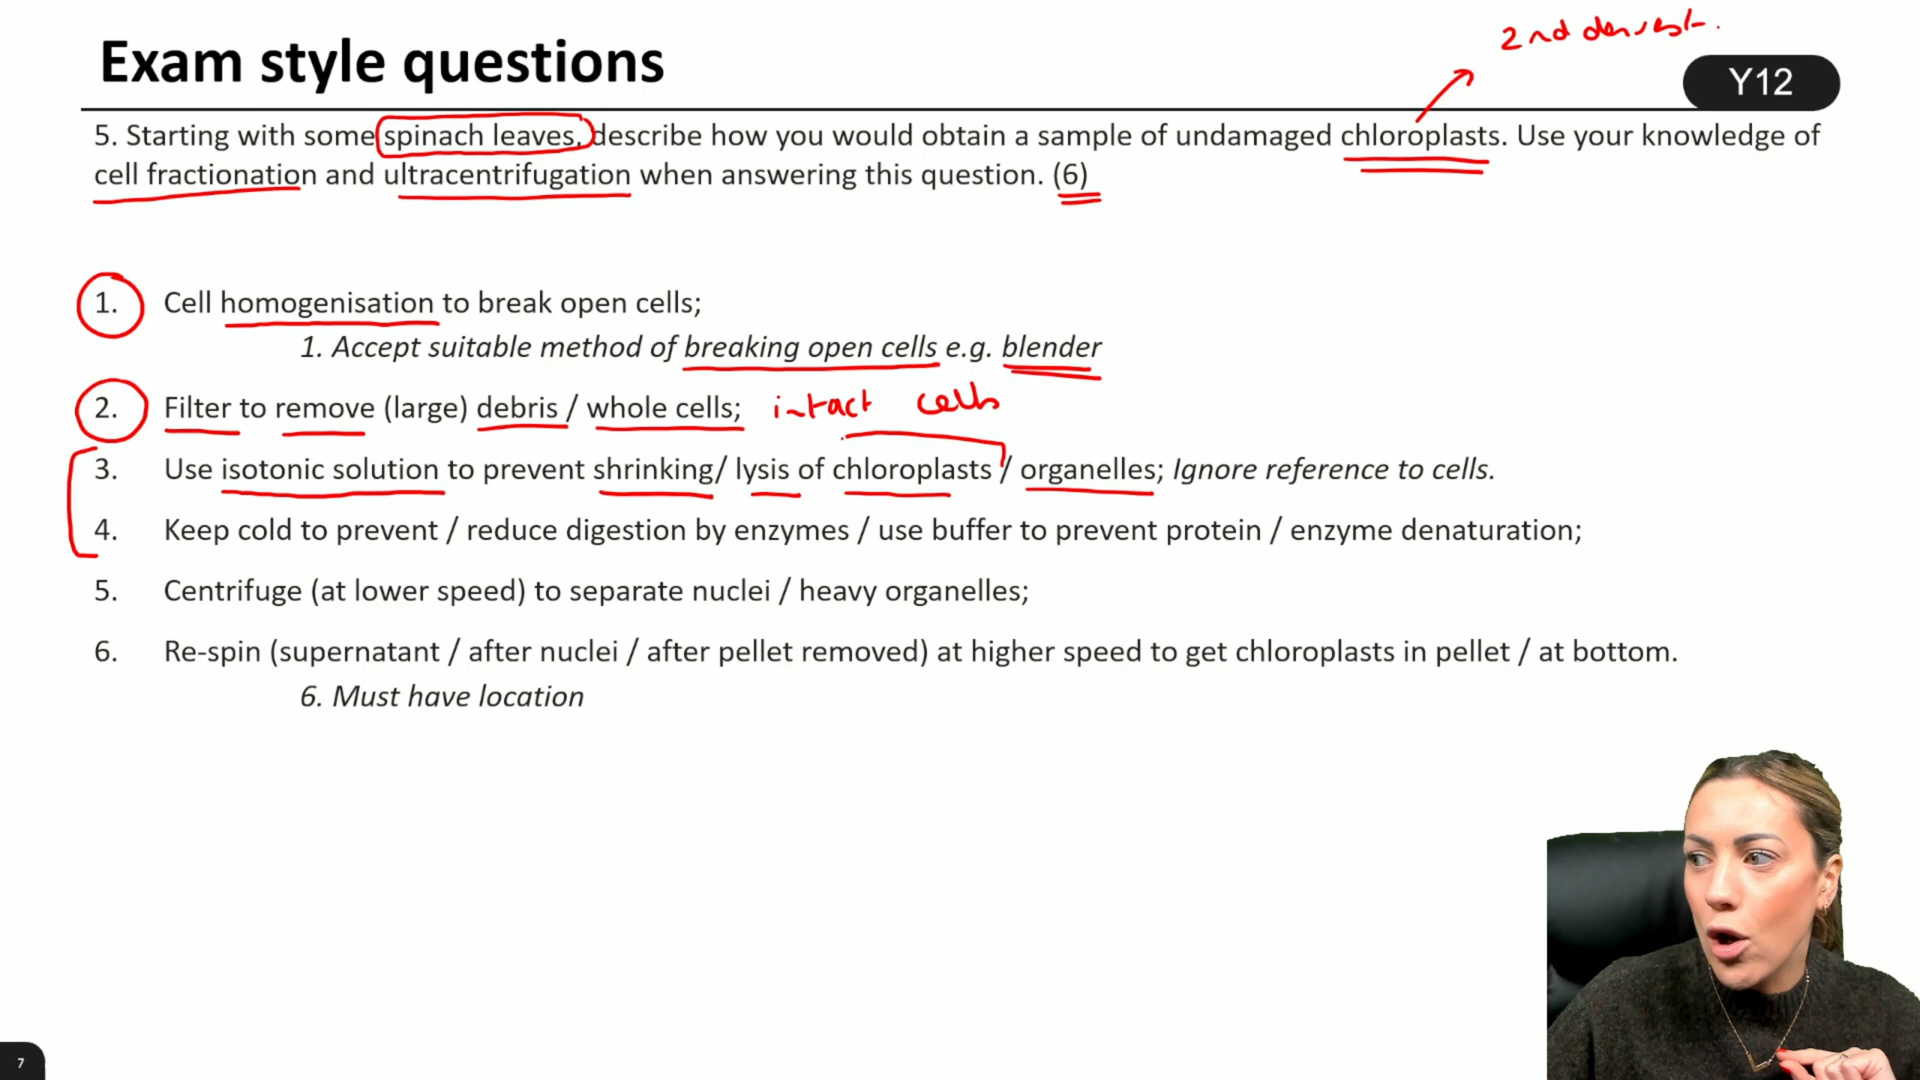 Exam style questions
2nd densest.
Y12
5. Starting with some spinach leaves, describe how you would obtain a sample of undamaged chloroplasts. Use your knowledge of
cell fractionation and ultracentrifugation when answering this question. (6)
1. Cell homogenisation to break open cells;
1. Accept suitable method of breaking open cells e.g. blender
2. Filter to remove (large) debris / whole cells; intact cells
3. Use isotonic solution to prevent shrinking/ lysis of chloroplasts / organelles; Ignore reference to cells.
4. Keep cold to prevent / reduce digestion by enzymes / use buffer to prevent protein / enzyme denaturation;
5. Centrifuge (at lower speed) to separate nuclei / heavy organelles;
6. Re-spin (supernatant / after nuclei / after pellet removed) at higher speed to get chloroplasts in pellet / at bottom.
6. Must have location
7